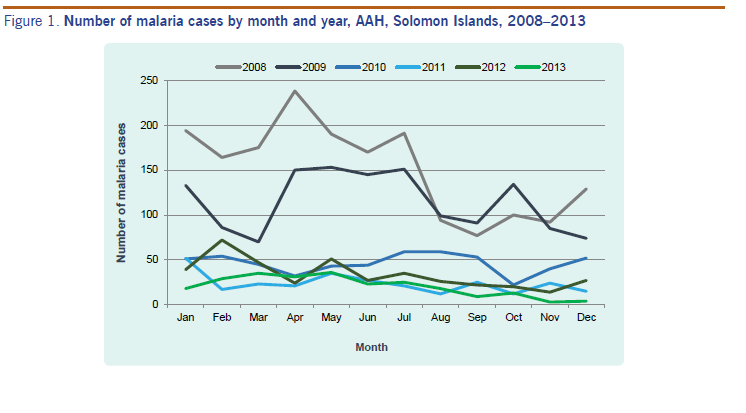 Figure 1. Number of malaria cases by month and year, AAH, Solomon Islands, 2008–2013
2008 2009 2010 2011 2012 2013
250
200
150
100
50
0
Number of malaria cases
Jan Feb Mar Apr May Jun Jul Aug Sep Oct Nov Dec
Month